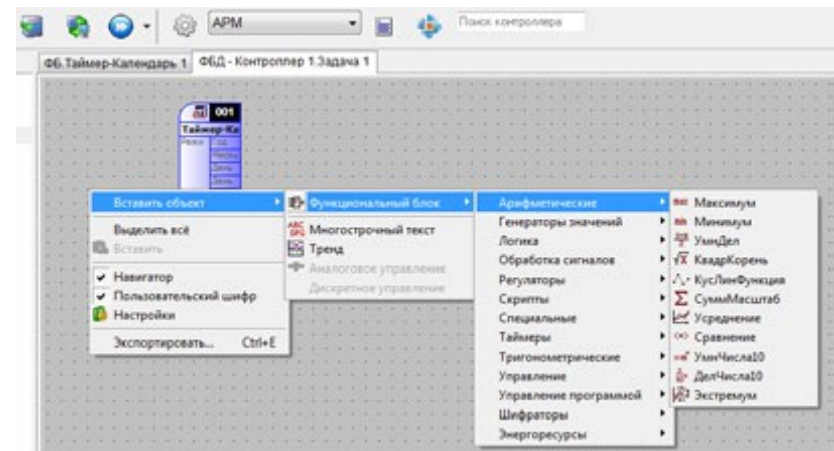 АРМ
Поиск контроллера
ФБ.Таймер-Календарь 1
ФБД - Контроллер 1.Задача 1
001
Таймер-Ка
Вставить объект
Выделить всё
Вставить
Навигатор
Пользовательский шифр
Настройки
Экспортировать... Ctrl+E
Функциональный блок
Многострочный текст
Тренд
Аналоговое управление
Дискретное управление
Арифметические
Генераторы значений
Логика
Обработка сигналов
Регуляторы
Скрипты
Специальные
Таймеры
Тригонометрические
Управление
Управление программой
Шифраторы
Энергоресурсы
Максимум
Минимум
УмнДел
КвадрКорень
КусЛинФункция
СуммМасштаб
Усреднение
Сравнение
УмнЧисла10
ДелЧисла10
Экстремум